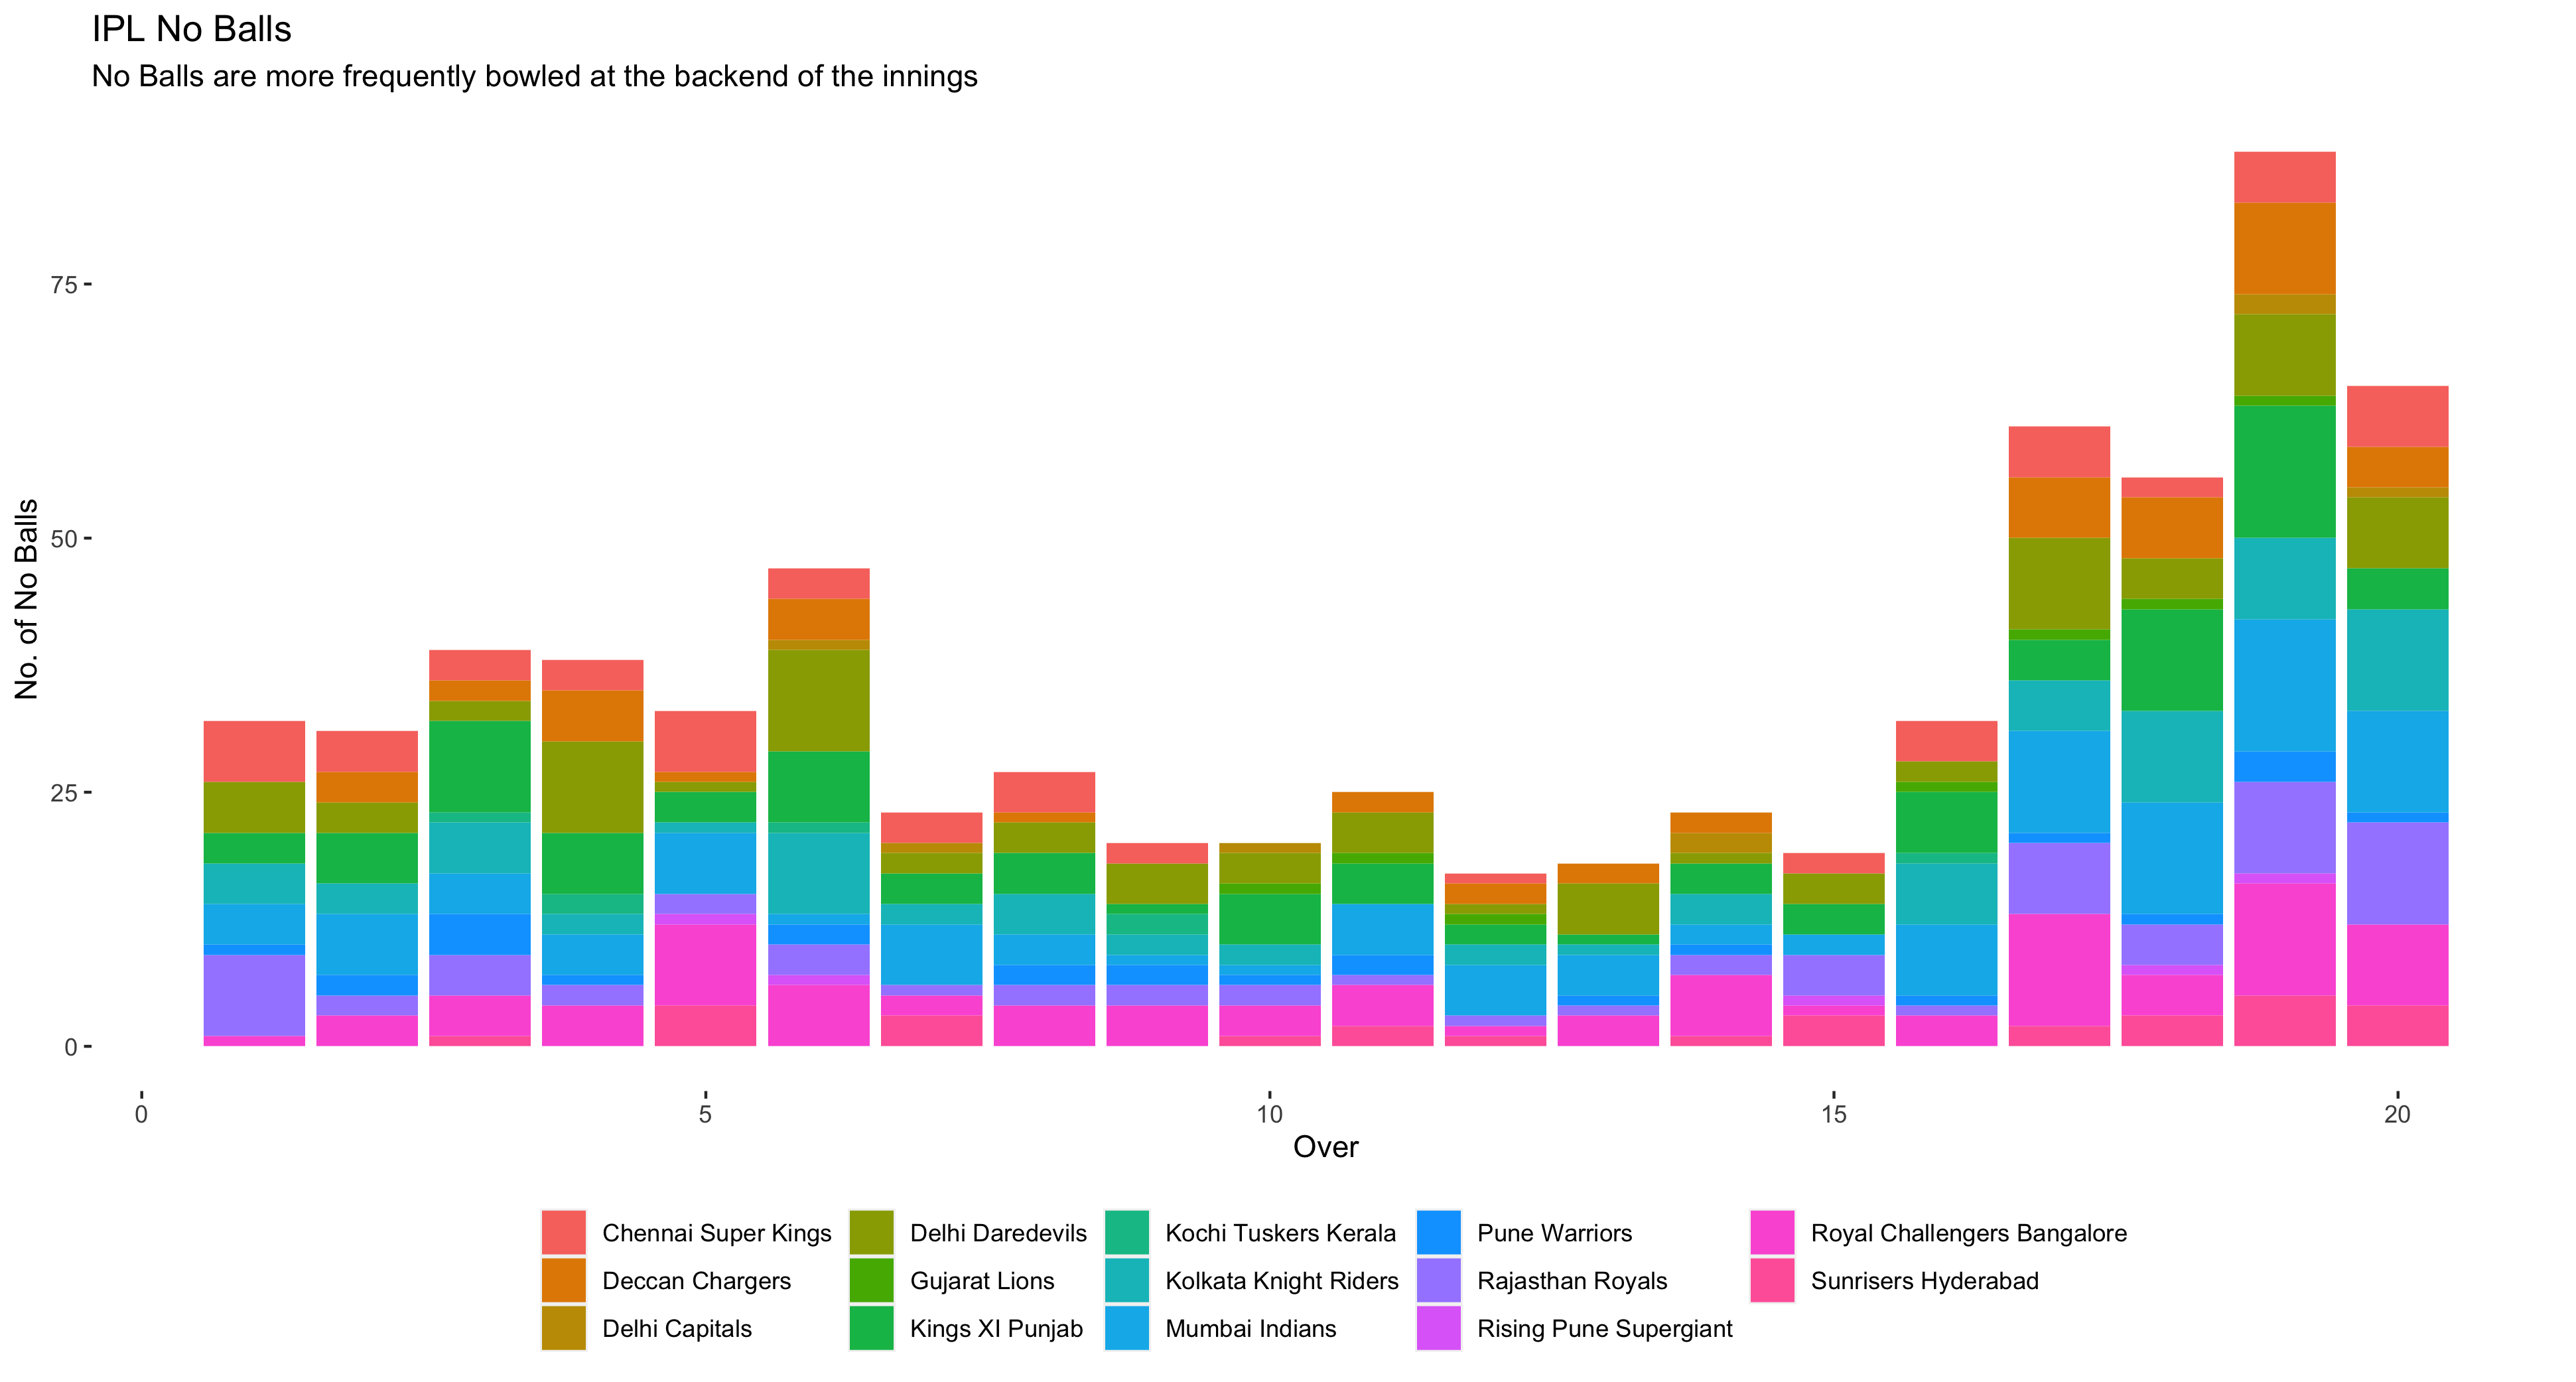 IPL No Balls
No Balls are more frequently bowled at the backend of the innings
No. of No Balls
75
50
25
0
0 5 10 15 20
Over
Chennai Super Kings Delhi Daredevils Kochi Tuskers Kerala Pune Warriors Royal Challengers Bangalore
Deccan Chargers Gujarat Lions Kolkata Knight Riders Rajasthan Royals Sunrisers Hyderabad
Delhi Capitals Kings XI Punjab Mumbai Indians Rising Pune Supergiant